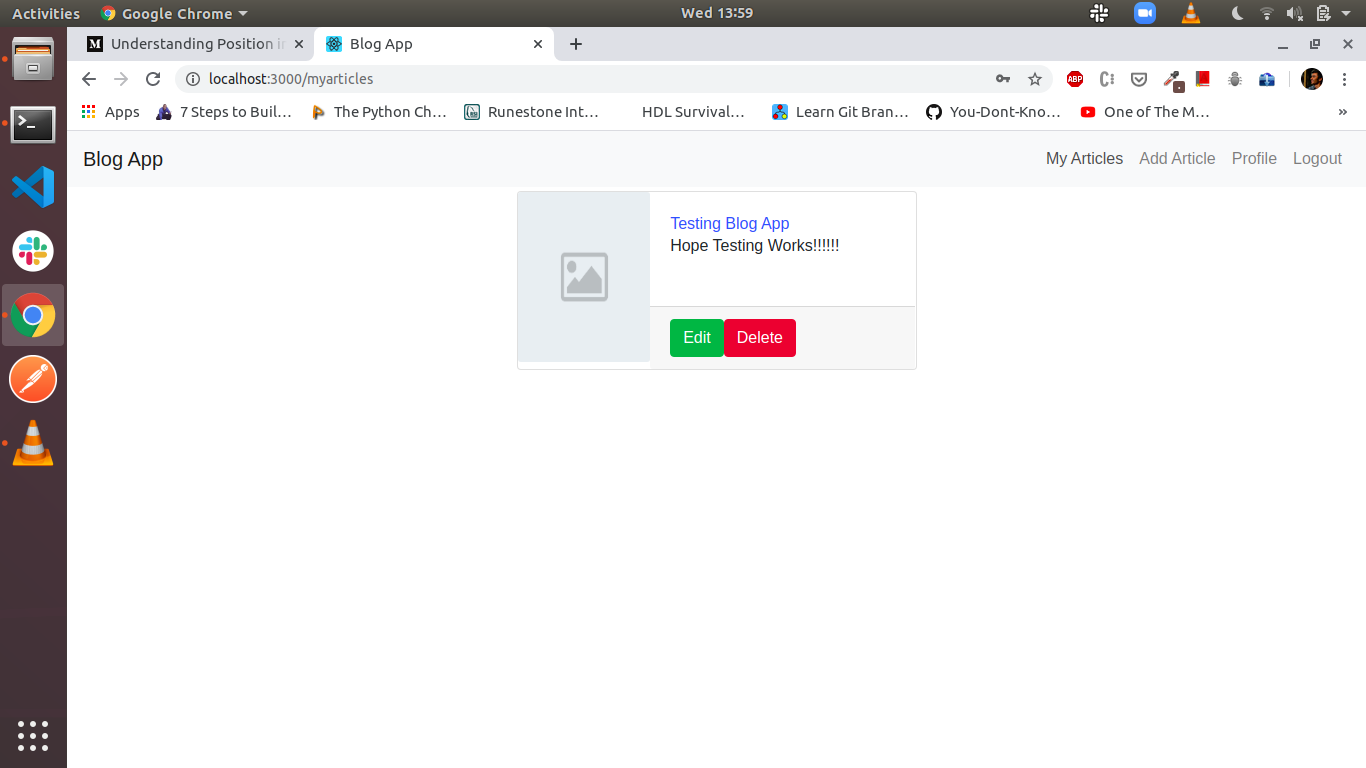 Activities Google Chrome Wed 13:59
Understanding Position in Blog App
localhost:3000/myarticles
ABP
Apps 7 Steps to Buil... The Python Ch... Runestone Int... HDL Survival... Learn Git Bran... You-Dont-Kno... One of The M... »
Blog App My Articles Add Article Profile Logout
Testing Blog App
Hope Testing Works!!!!!!
Edit Delete